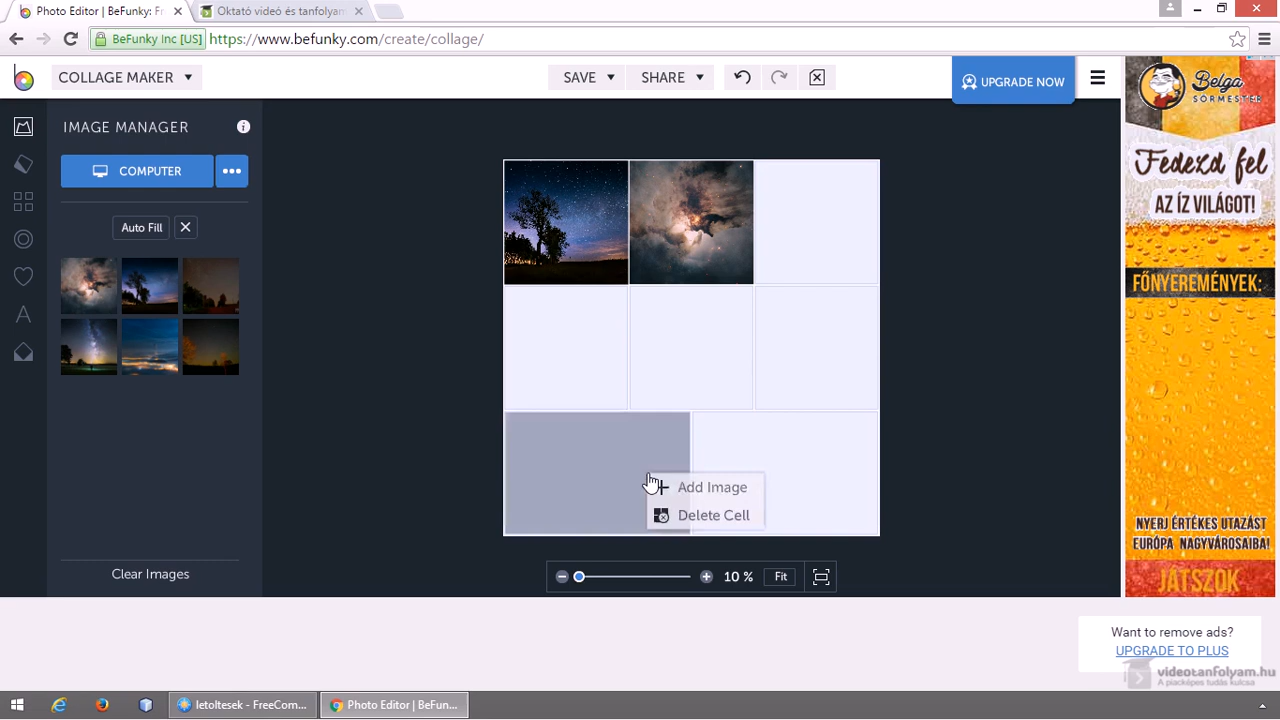 Photo Editor | BeFunky: Fr
Oktató videó és tanfolyam
BeFunky Inc [US]
https://www.befunky.com/create/collage/
COLLAGE MAKER
SAVE
SHARE
UPGRADE NOW
IMAGE MANAGER
COMPUTER
Auto Fill
Clear Images
Add Image
Delete Cell
10 %
Fit
Belga
SÖRMESTER
Fedezd fel
AZ ÍZ VILÁGOT!
FŐNYEREMÉNYEK:
NYERJ ÉRTÉKES UTAZÁST
EURÓPA NAGYVÁROSAIBA!
JÁTSZOK
Want to remove ads?
UPGRADE TO PLUS
videotanfolyam.hu
A piacképes tudás kulcsa
letoltesek - FreeCom...
Photo Editor | BeFun...